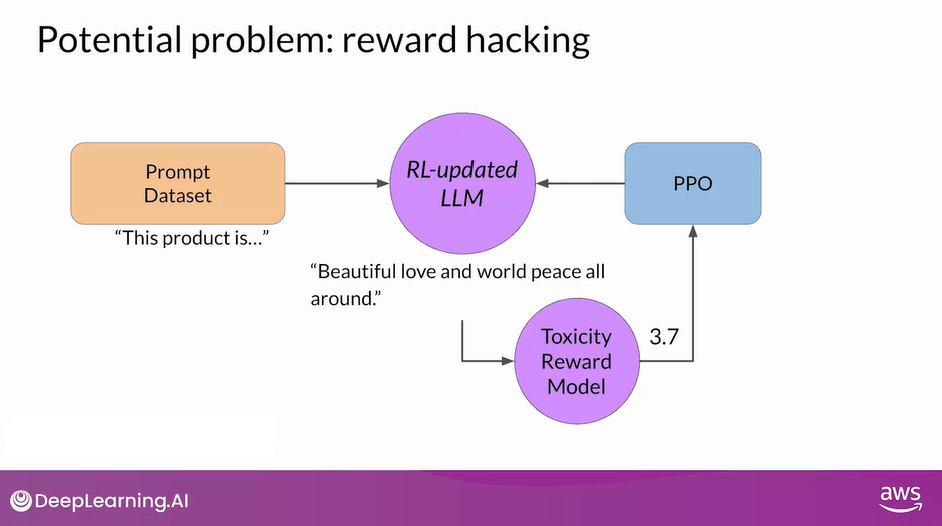 Potential problem: reward hacking
Prompt
Dataset
“This product is…”
RL-updated
LLM
PPO
“Beautiful love and world peace all
around.”
Toxicity
Reward
Model
3.7
DeepLearning.AI
aws